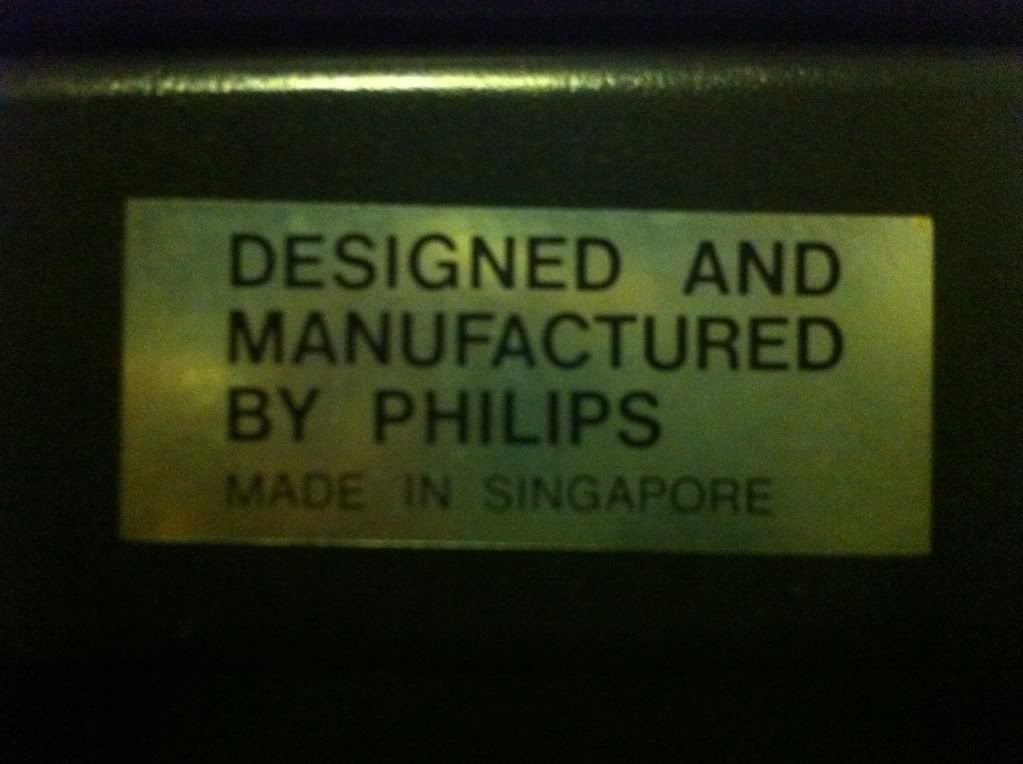 DESIGNED AND
MANUFACTURED
BY PHILIPS
MADE IN SINGAPORE